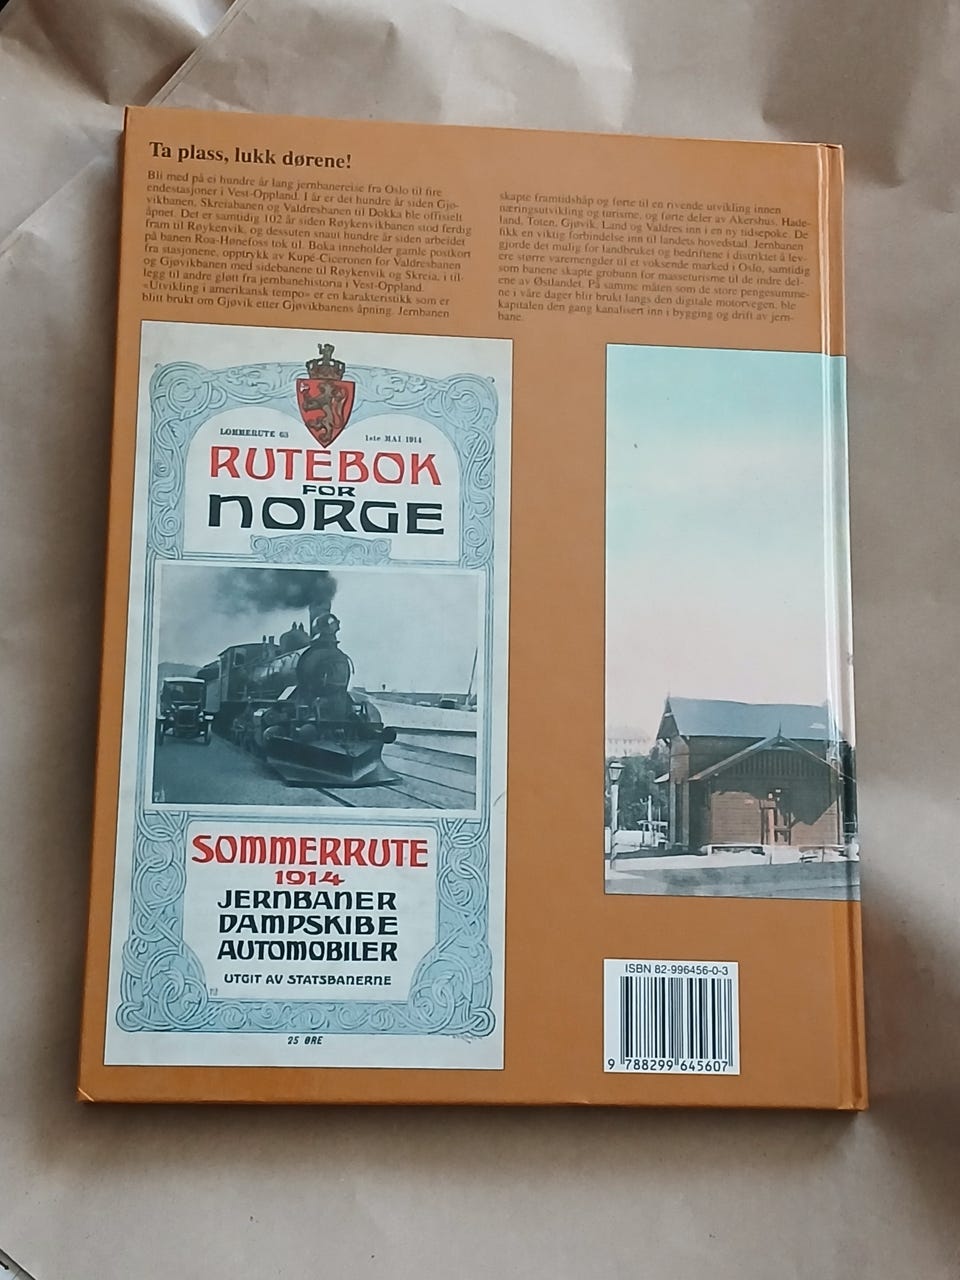 Ta plass, lukk dørene!
Bli med på ei hundre år lang jernbanereise fra Oslo til fire
endestasjoner i Vest-Oppland. I år er det hundre år siden Gjø-
vikbanen, Skreiabanen og Valdresbanen til Dokka ble offisielt
åpnet. Det er samtidig 102 år siden Røykenvikbanen stod ferdig
fram til Røykenvik, og dessuten snaut hundre år siden arbeidet
på banen Roa-Hønefoss tok til. Boka inneholder gamle postkort
fra stasjonene, opptrykk av Kupé-Ciceronen for Valdresbanen
og Gjøvikbanen med sidebanene til Røykenvik og Skreia, i til-
legg til andre gløtt fra jernbanehistoria i Vest-Oppland.
«Utvikling i amerikansk tempo» er en karakteristikk som er
blitt brukt om Gjøvik etter Gjøvikbanens åpning. Jernbanen
skapte framtidshåp og førte til en rivende utvikling innen
næringsutvikling og turisme, og førte deler av Akershus, Hade-
land, Toten, Gjøvik, Land og Valdres inn i en ny tidsepoke. De
fikk en viktig forbindelse inn til landets hovedstad. Jernbanen
gjorde det mulig for landbruket og bedriftene i distriktet å lev-
ere større varemengder til et voksende marked i Oslo, samtidig
som banene skapte grobunn for masseturisme til de indre del-
ene av Østlandet. På samme måten som de store pengesumme-
ne i våre dager blir brukt langs den digitale motorvegen, ble
kapitalen den gang kanalisert inn i bygging og drift av jern-
bane.
LOMMERUTE 63
1ste MAI 1914
RUTEBOK
FOR
NORGE
SOMMERRUTE
1914
JERNBANER
DAMPSKIBE
AUTOMOBILER
UTGIT AV STATSBANERNE
25 ØRE
ISBN 82-996456-0-3
9 788299 645607